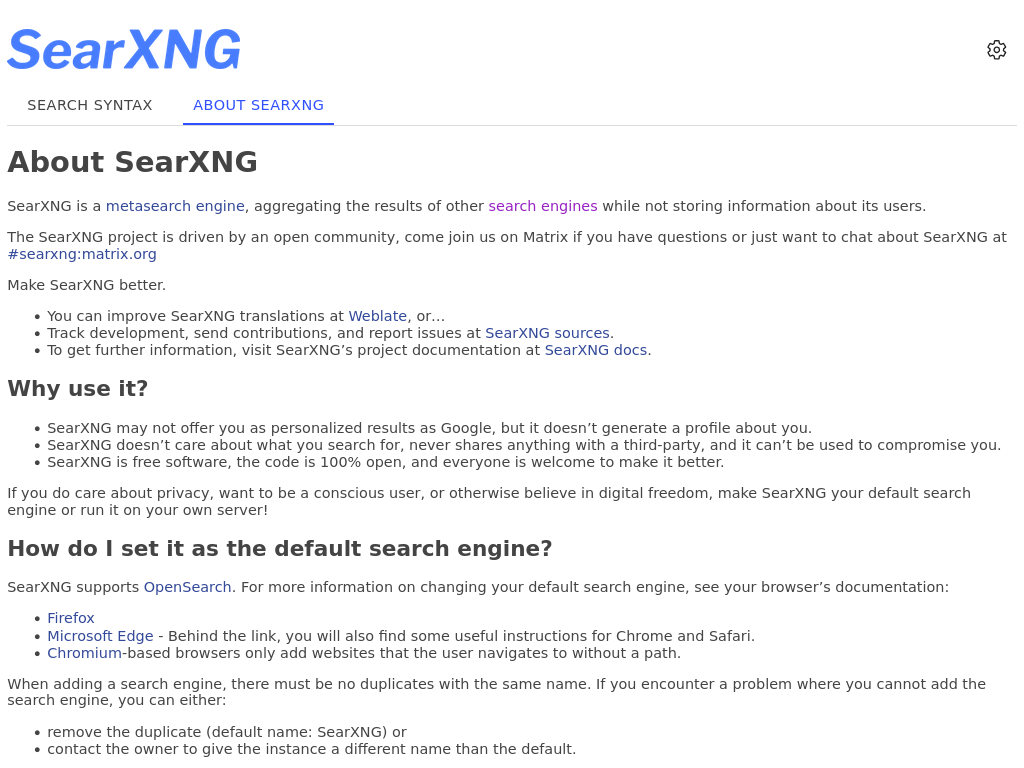 SearXNG
SEARCH SYNTAX
ABOUT SEARXNG
About SearXNG
SearXNG is a metasearch engine, aggregating the results of other search engines while not storing information about its users.
The SearXNG project is driven by an open community, come join us on Matrix if you have questions or just want to chat about SearXNG at
#searxng:matrix.org
Make SearXNG better.
• You can improve SearXNG translations at Weblate, or…
• Track development, send contributions, and report issues at SearXNG sources.
• To get further information, visit SearXNG’s project documentation at SearXNG docs.
Why use it?
• SearXNG may not offer you as personalized results as Google, but it doesn’t generate a profile about you.
• SearXNG doesn’t care about what you search for, never shares anything with a third-party, and it can’t be used to compromise you.
• SearXNG is free software, the code is 100% open, and everyone is welcome to make it better.
If you do care about privacy, want to be a conscious user, or otherwise believe in digital freedom, make SearXNG your default search
engine or run it on your own server!
How do I set it as the default search engine?
SearXNG supports OpenSearch. For more information on changing your default search engine, see your browser’s documentation:
• Firefox
• Microsoft Edge - Behind the link, you will also find some useful instructions for Chrome and Safari.
• Chromium-based browsers only add websites that the user navigates to without a path.
When adding a search engine, there must be no duplicates with the same name. If you encounter a problem where you cannot add the
search engine, you can either:
• remove the duplicate (default name: SearXNG) or
• contact the owner to give the instance a different name than the default.